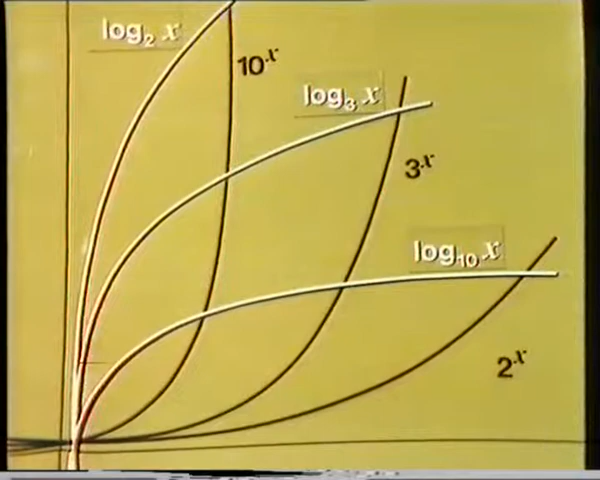 log₂ x
10ˣ
log₃ x
3ˣ
log₁₀ x
2ˣ